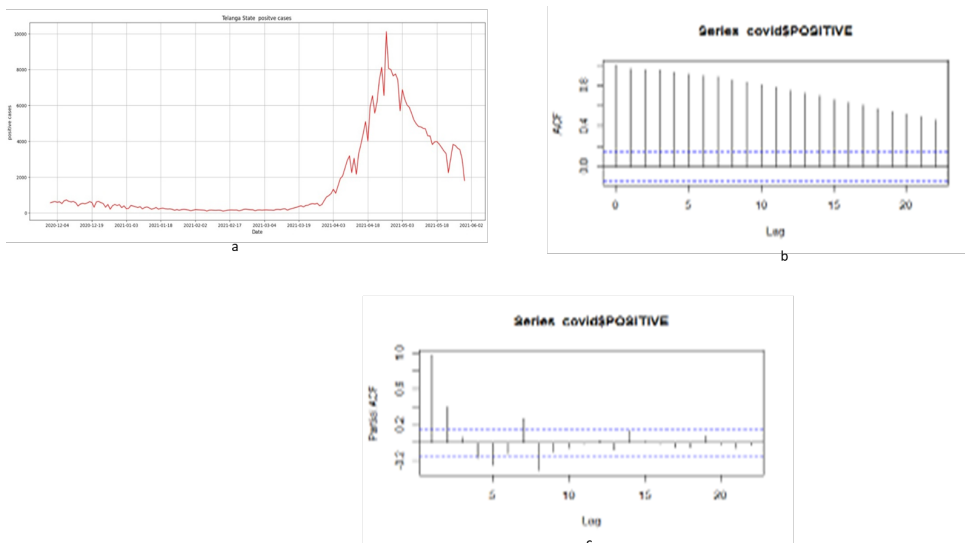 Telanga State positve cases
positive cases
10000
8000
6000
4000
2000
0
2020-12-04 2020-12-19 2021-01-03 2021-01-18 2021-02-02 2021-02-17 2021-03-04 2021-03-19 2021-04-03 2021-04-18 2021-05-03 2021-05-18 2021-06-02
Date
a
Series covid$POSITIVE
ACF
0.8
0.4
0.0
0 5 10 15 20
Lag
b
Series covid$POSITIVE
Partial ACF
1.0
0.2
-0.2
5 10 15 20
Lag